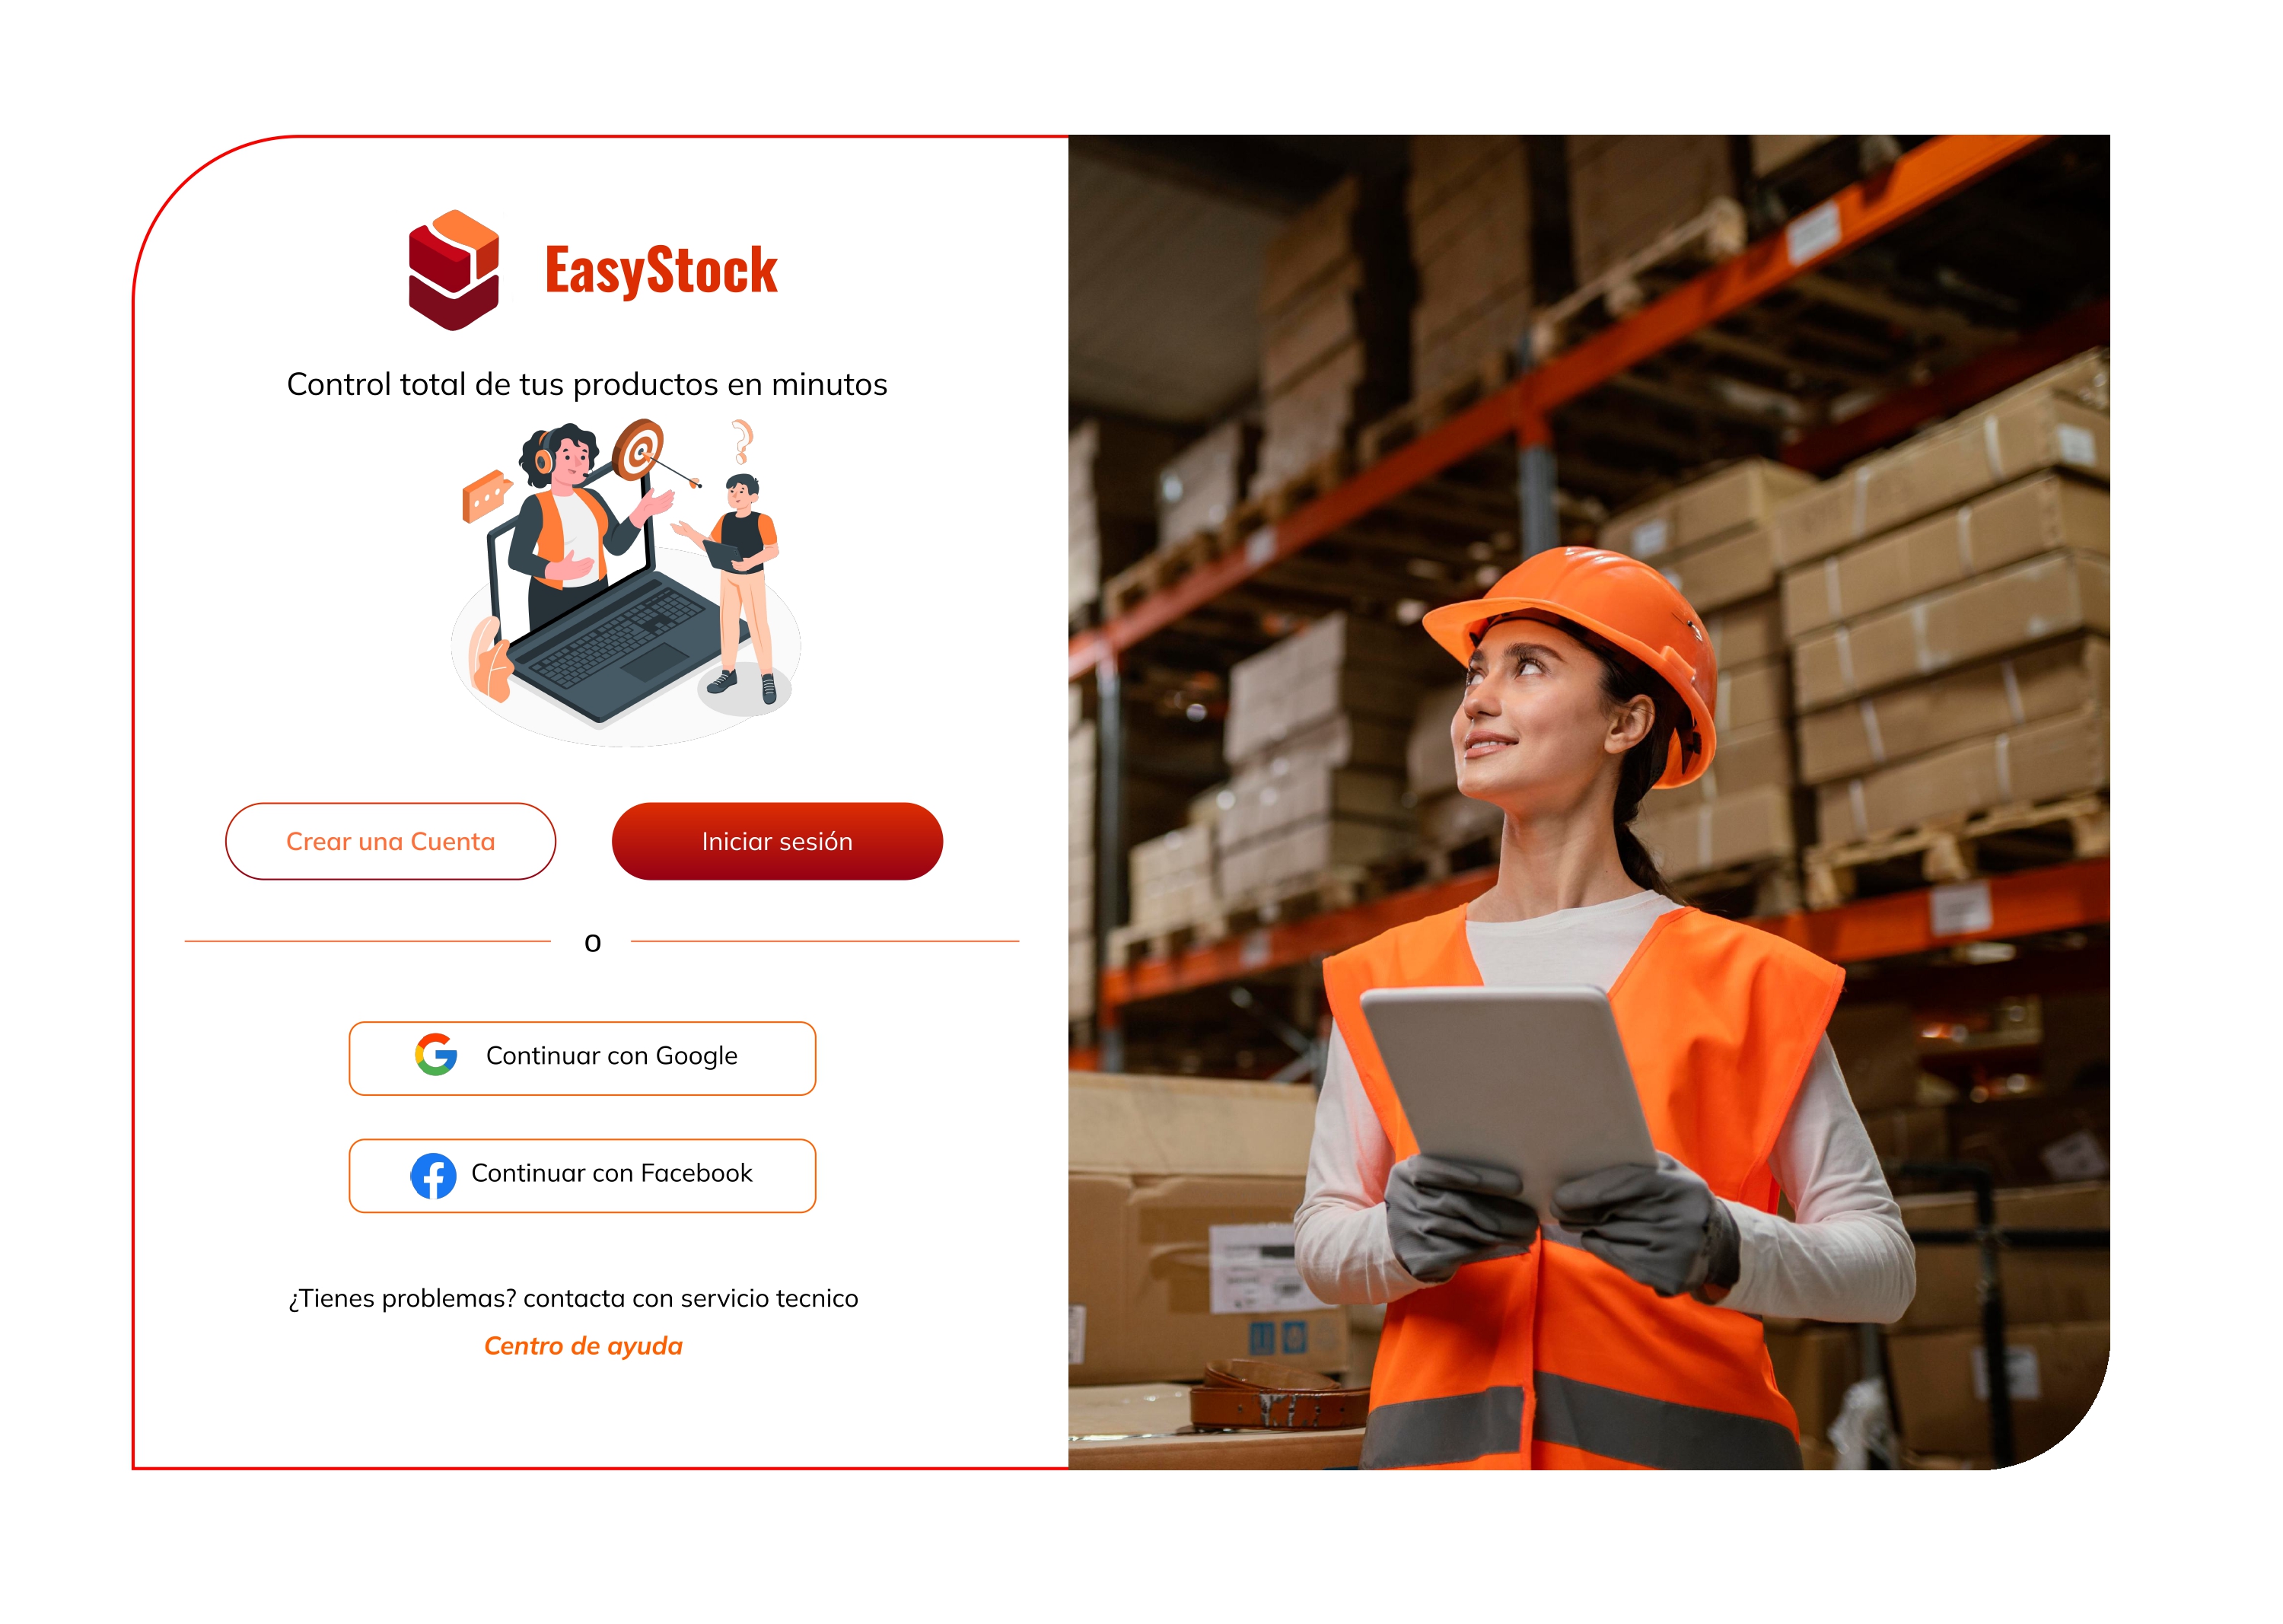 EasyStock
Control total de tus productos en minutos
Crear una Cuenta
Iniciar sesión
o
Continuar con Google
Continuar con Facebook
¿Tienes problemas? contacta con servicio tecnico
Centro de ayuda